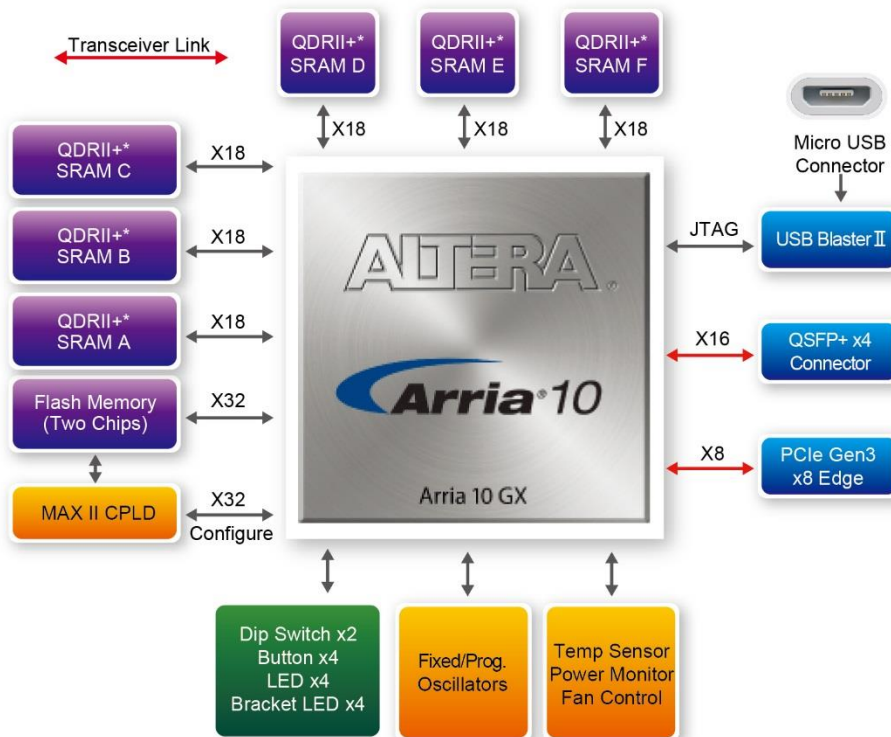 Transceiver Link
QDRII+*
SRAM D
QDRII+*
SRAM E
QDRII+*
SRAM F
X18
X18
X18
QDRII+*
SRAM C
X18
QDRII+*
SRAM B
X18
QDRII+*
SRAM A
X18
Flash Memory
(Two Chips)
X32
MAX II CPLD
X32
Configure
ALTERA®
Arria® 10
Arria 10 GX
Micro USB
Connector
JTAG
USB Blaster II
X16
QSFP+ x4
Connector
X8
PCIe Gen3
x8 Edge
Dip Switch x2
Button x4
LED x4
Bracket LED x4
Fixed/Prog.
Oscillators
Temp Sensor
Power Monitor
Fan Control